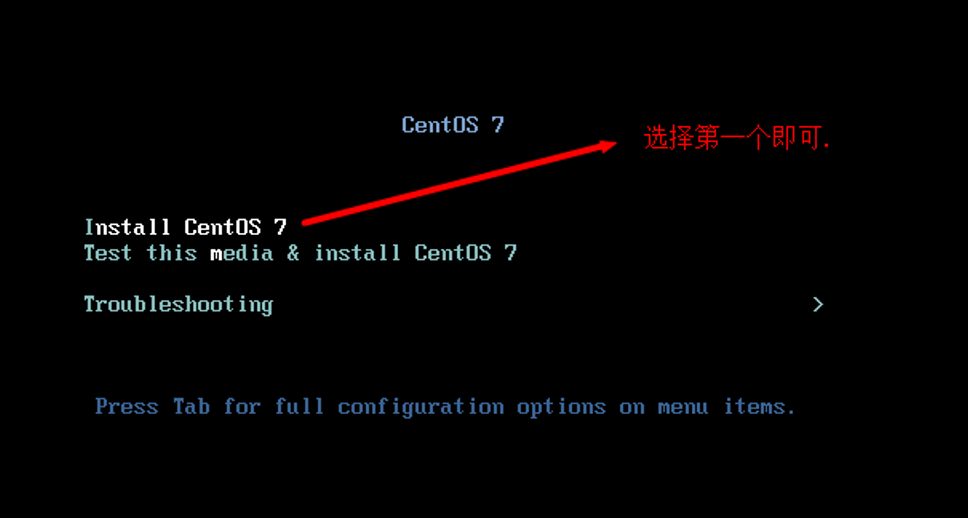 CentOS 7
选择第一个即可.
Install CentOS 7
Test this media & install CentOS 7
Troubleshooting >
Press Tab for full configuration options on menu items.